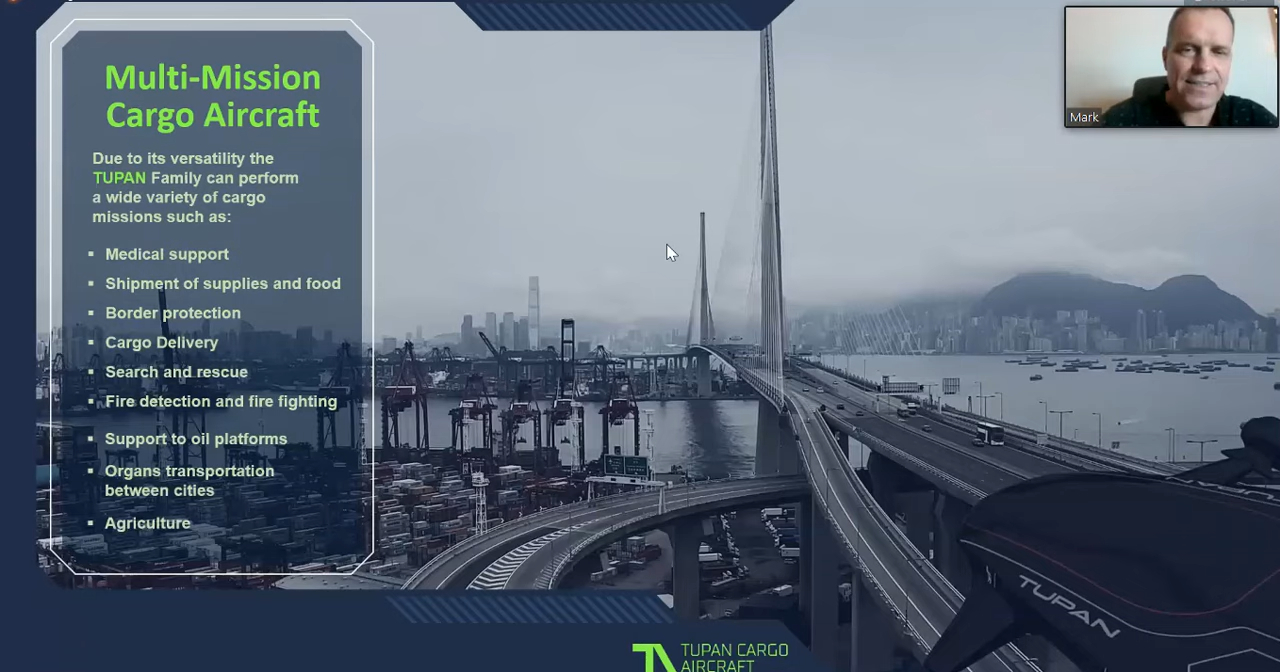 Multi-Mission
Cargo Aircraft
Due to its versatility the
TUPAN Family can perform
a wide variety of cargo
missions such as:
▪ Medical support
▪ Shipment of supplies and food
▪ Border protection
▪ Cargo Delivery
▪ Search and rescue
▪ Fire detection and fire fighting
▪ Support to oil platforms
▪ Organs transportation
between cities
▪ Agriculture
Mark
TUPAN
TUPAN CARGO
AIRCRAFT